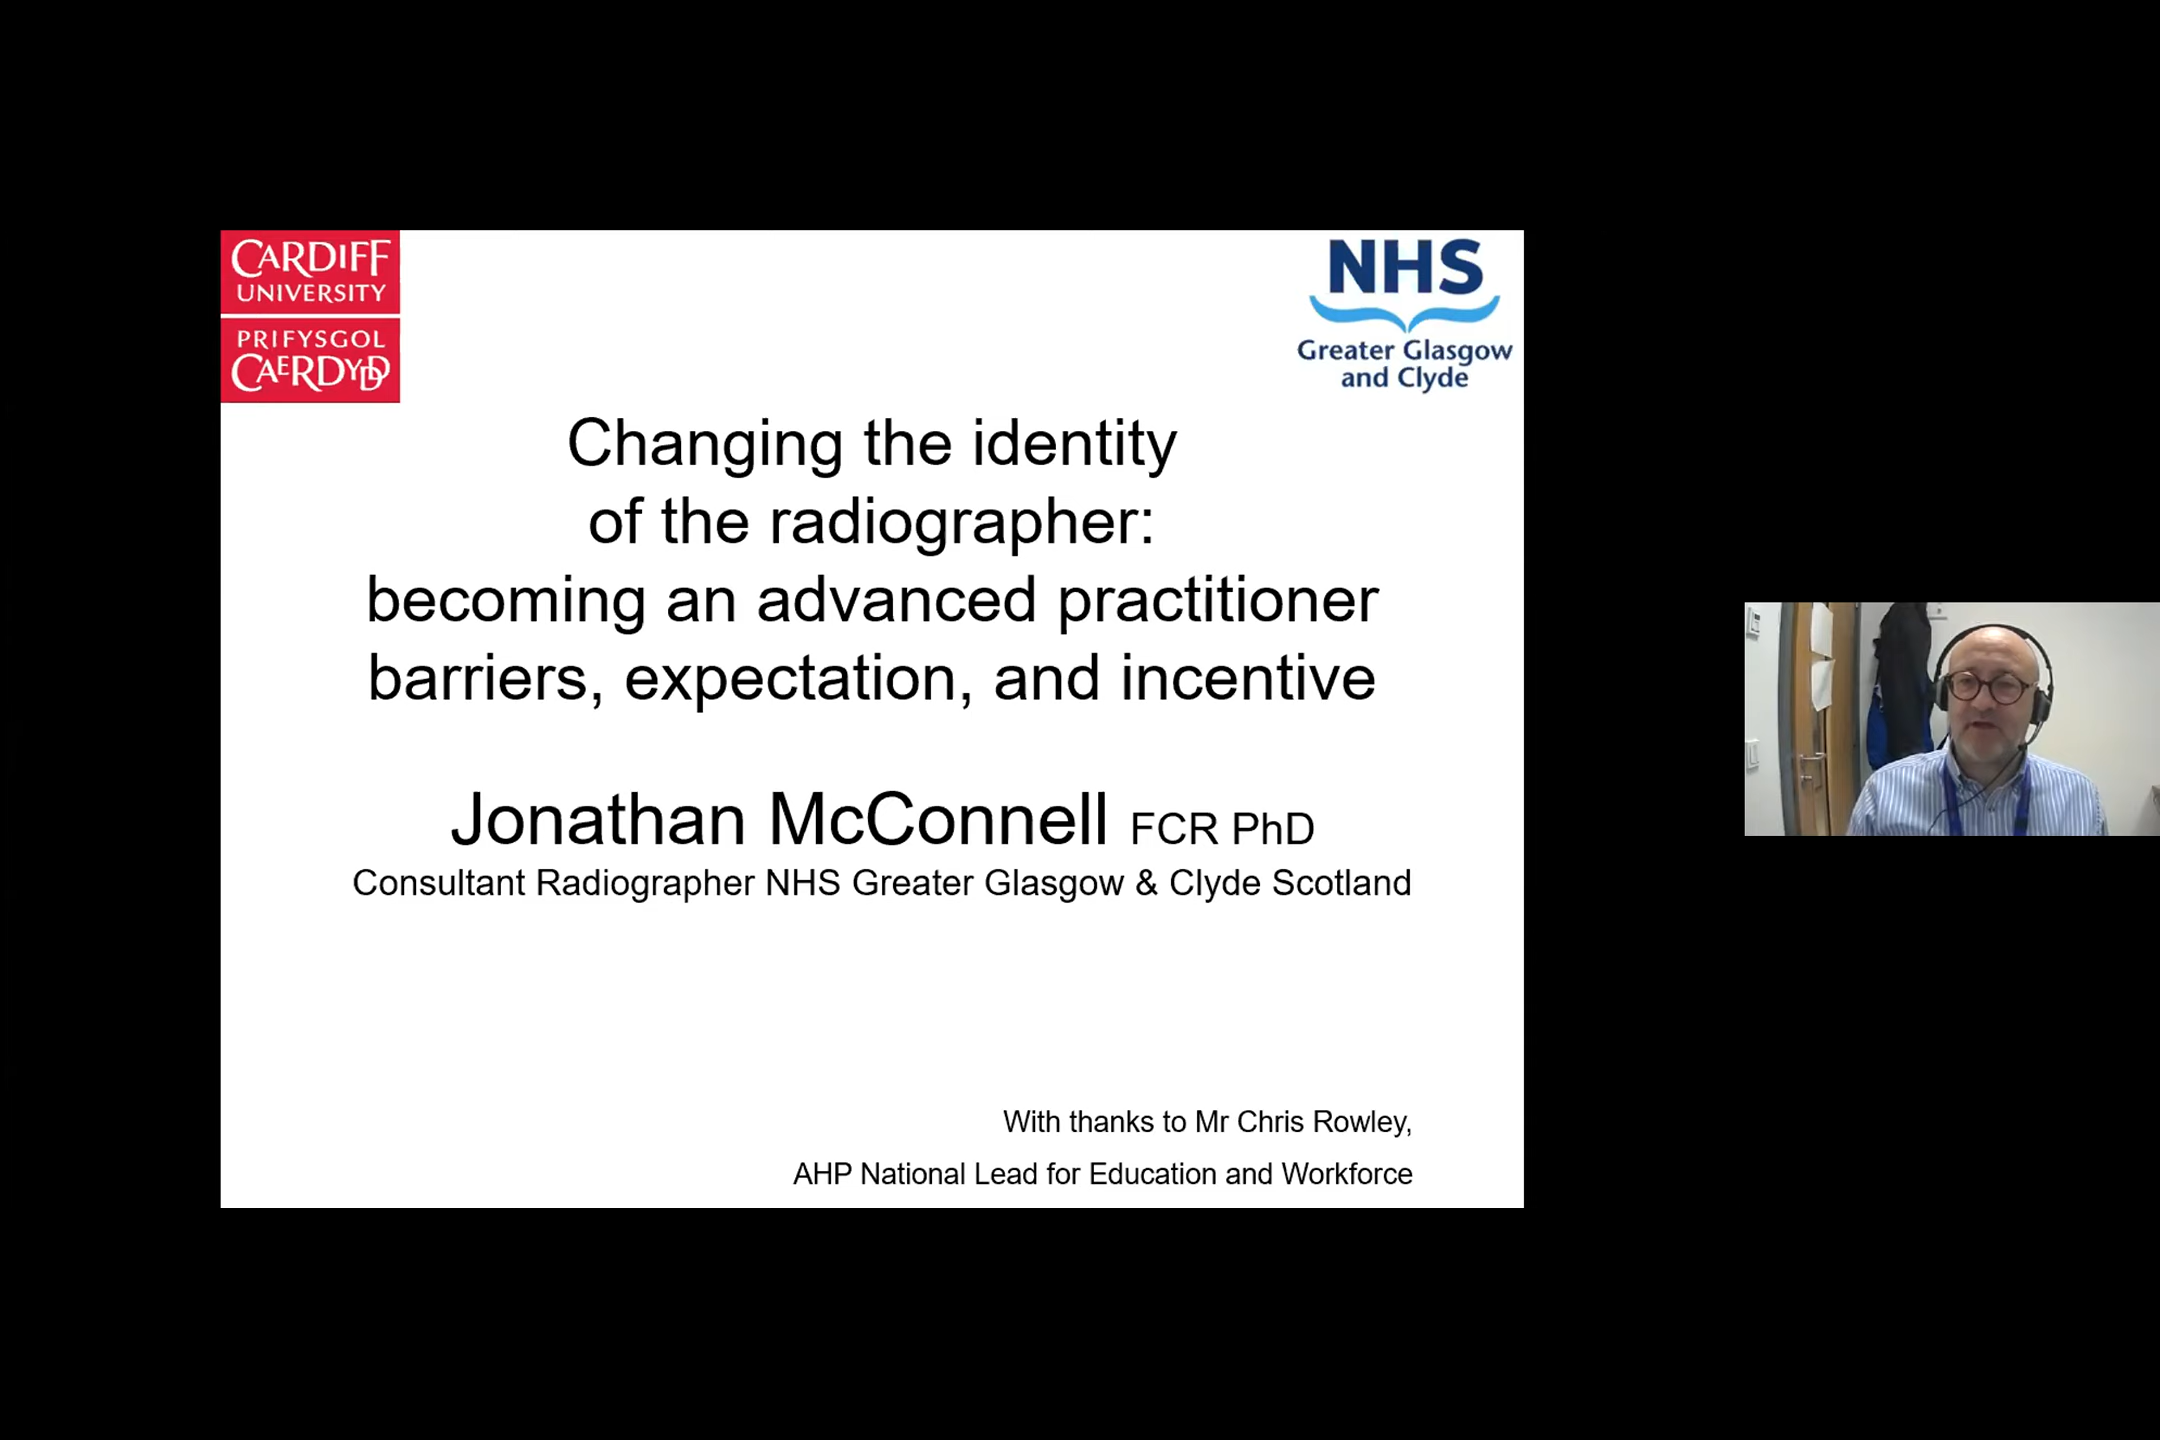 CARDIFF
UNIVERSITY
PRIFYSGOL
CAERDYDD
NHS
Greater Glasgow
and Clyde
Changing the identity
of the radiographer:
becoming an advanced practitioner
barriers, expectation, and incentive
Jonathan McConnell FCR PhD
Consultant Radiographer NHS Greater Glasgow & Clyde Scotland
With thanks to Mr Chris Rowley,
AHP National Lead for Education and Workforce